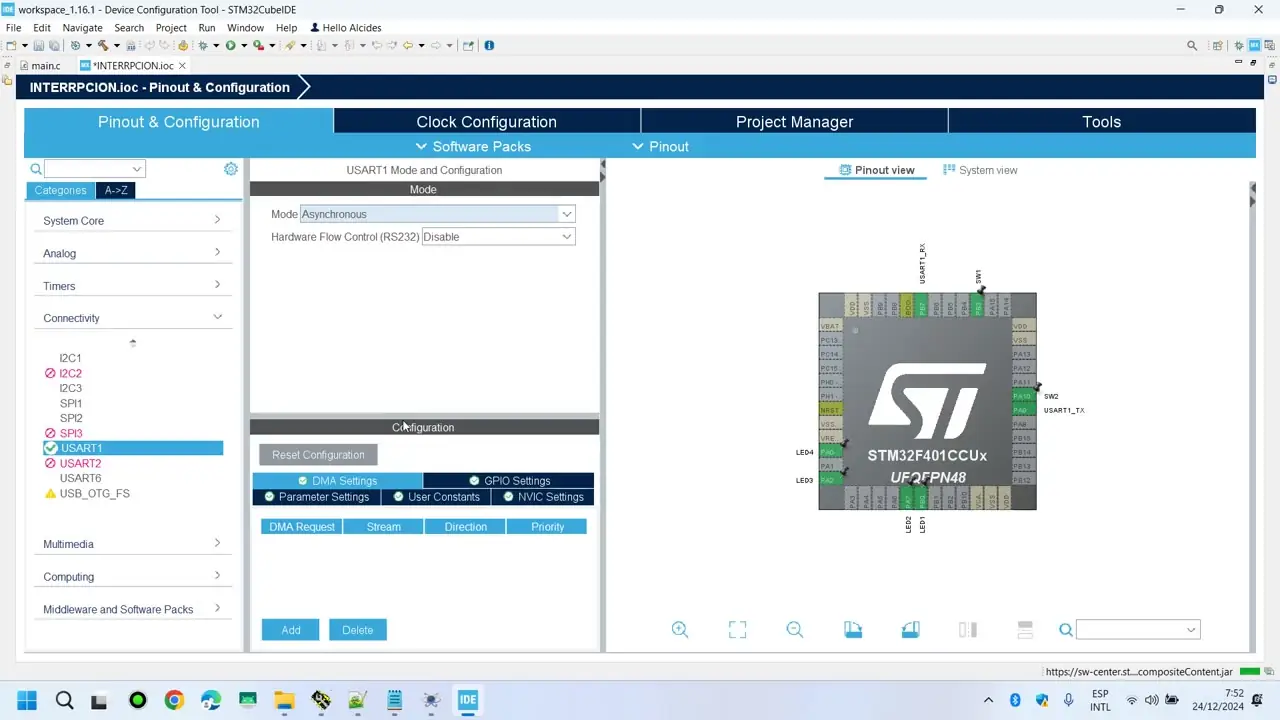 workspace_1.16.1 - Device Configuration Tool - STM32CubeIDE
File Edit Navigate Search Project Run Window Help Hello Alcides
main.c *INTERRPCION.ioc
INTERRPCION.ioc - Pinout & Configuration
Pinout & Configuration Clock Configuration Project Manager Tools
Software Packs Pinout
Categories A->Z
System Core
Analog
Timers
Connectivity
I2C1
I2C2
I2C3
SPI1
SPI2
SPI3
USART1
USART2
USART6
USB_OTG_FS
Multimedia
Computing
Middleware and Software Packs
USART1 Mode and Configuration
Mode
Mode Asynchronous
Hardware Flow Control (RS232) Disable
Configuration
Reset Configuration
DMA Settings GPIO Settings
Parameter Settings User Constants NVIC Settings
DMA Request Stream Direction Priority
Add Delete
Pinout view System view
USART1_RX
SW1
VBAT
PC13
PC14
NRST
VSS
VRE
PA1
VDD
VSS
PA13
PA12
PA11
PA10
PA9
PA8
PB15
PB14
PB13
PB12
SW2
USART1_TX
LED4
LED3
LED2
LED1
STM32F401CCUx
UFQFPN48
https://sw-center.st...compositeContent.jar
IDE
ESP
INTL
7:52
24/12/2024